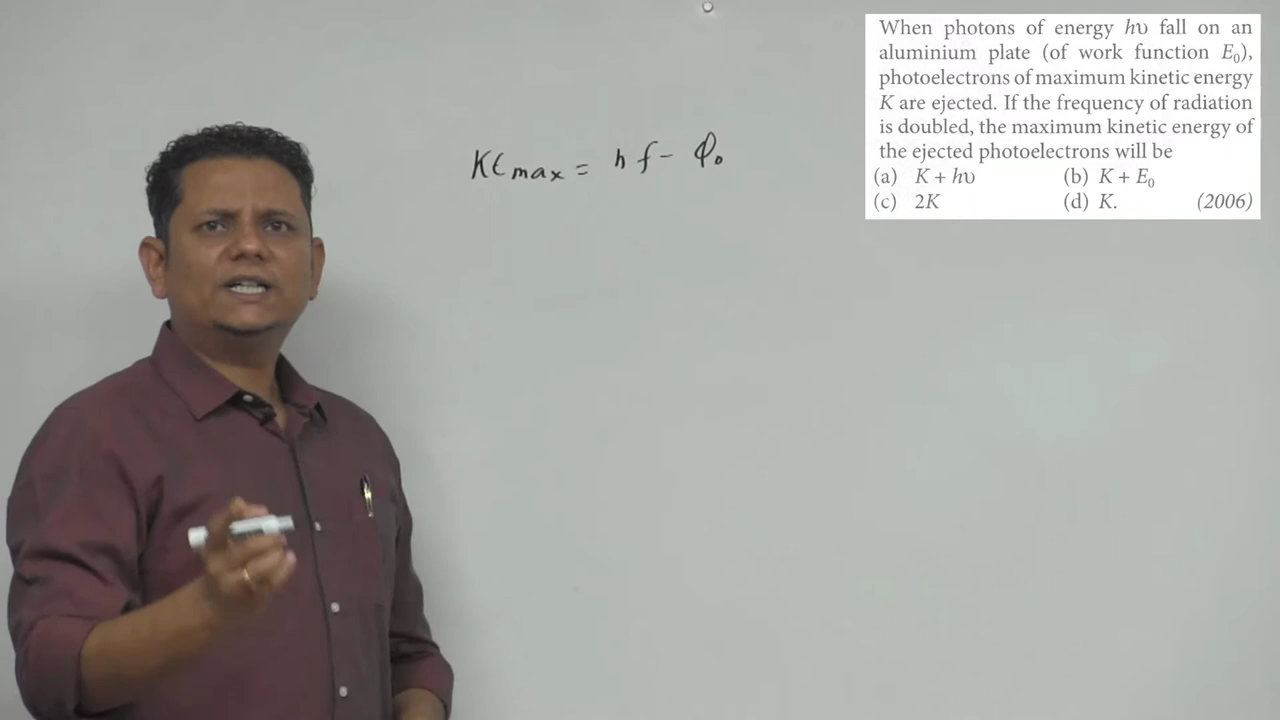 KEmax = hf - Φ₀
When photons of energy hυ fall on an
aluminium plate (of work function E₀),
photoelectrons of maximum kinetic energy
K are ejected. If the frequency of radiation
is doubled, the maximum kinetic energy of
the ejected photoelectrons will be
(a) K + hυ (b) K + E₀
(c) 2K (d) K. (2006)